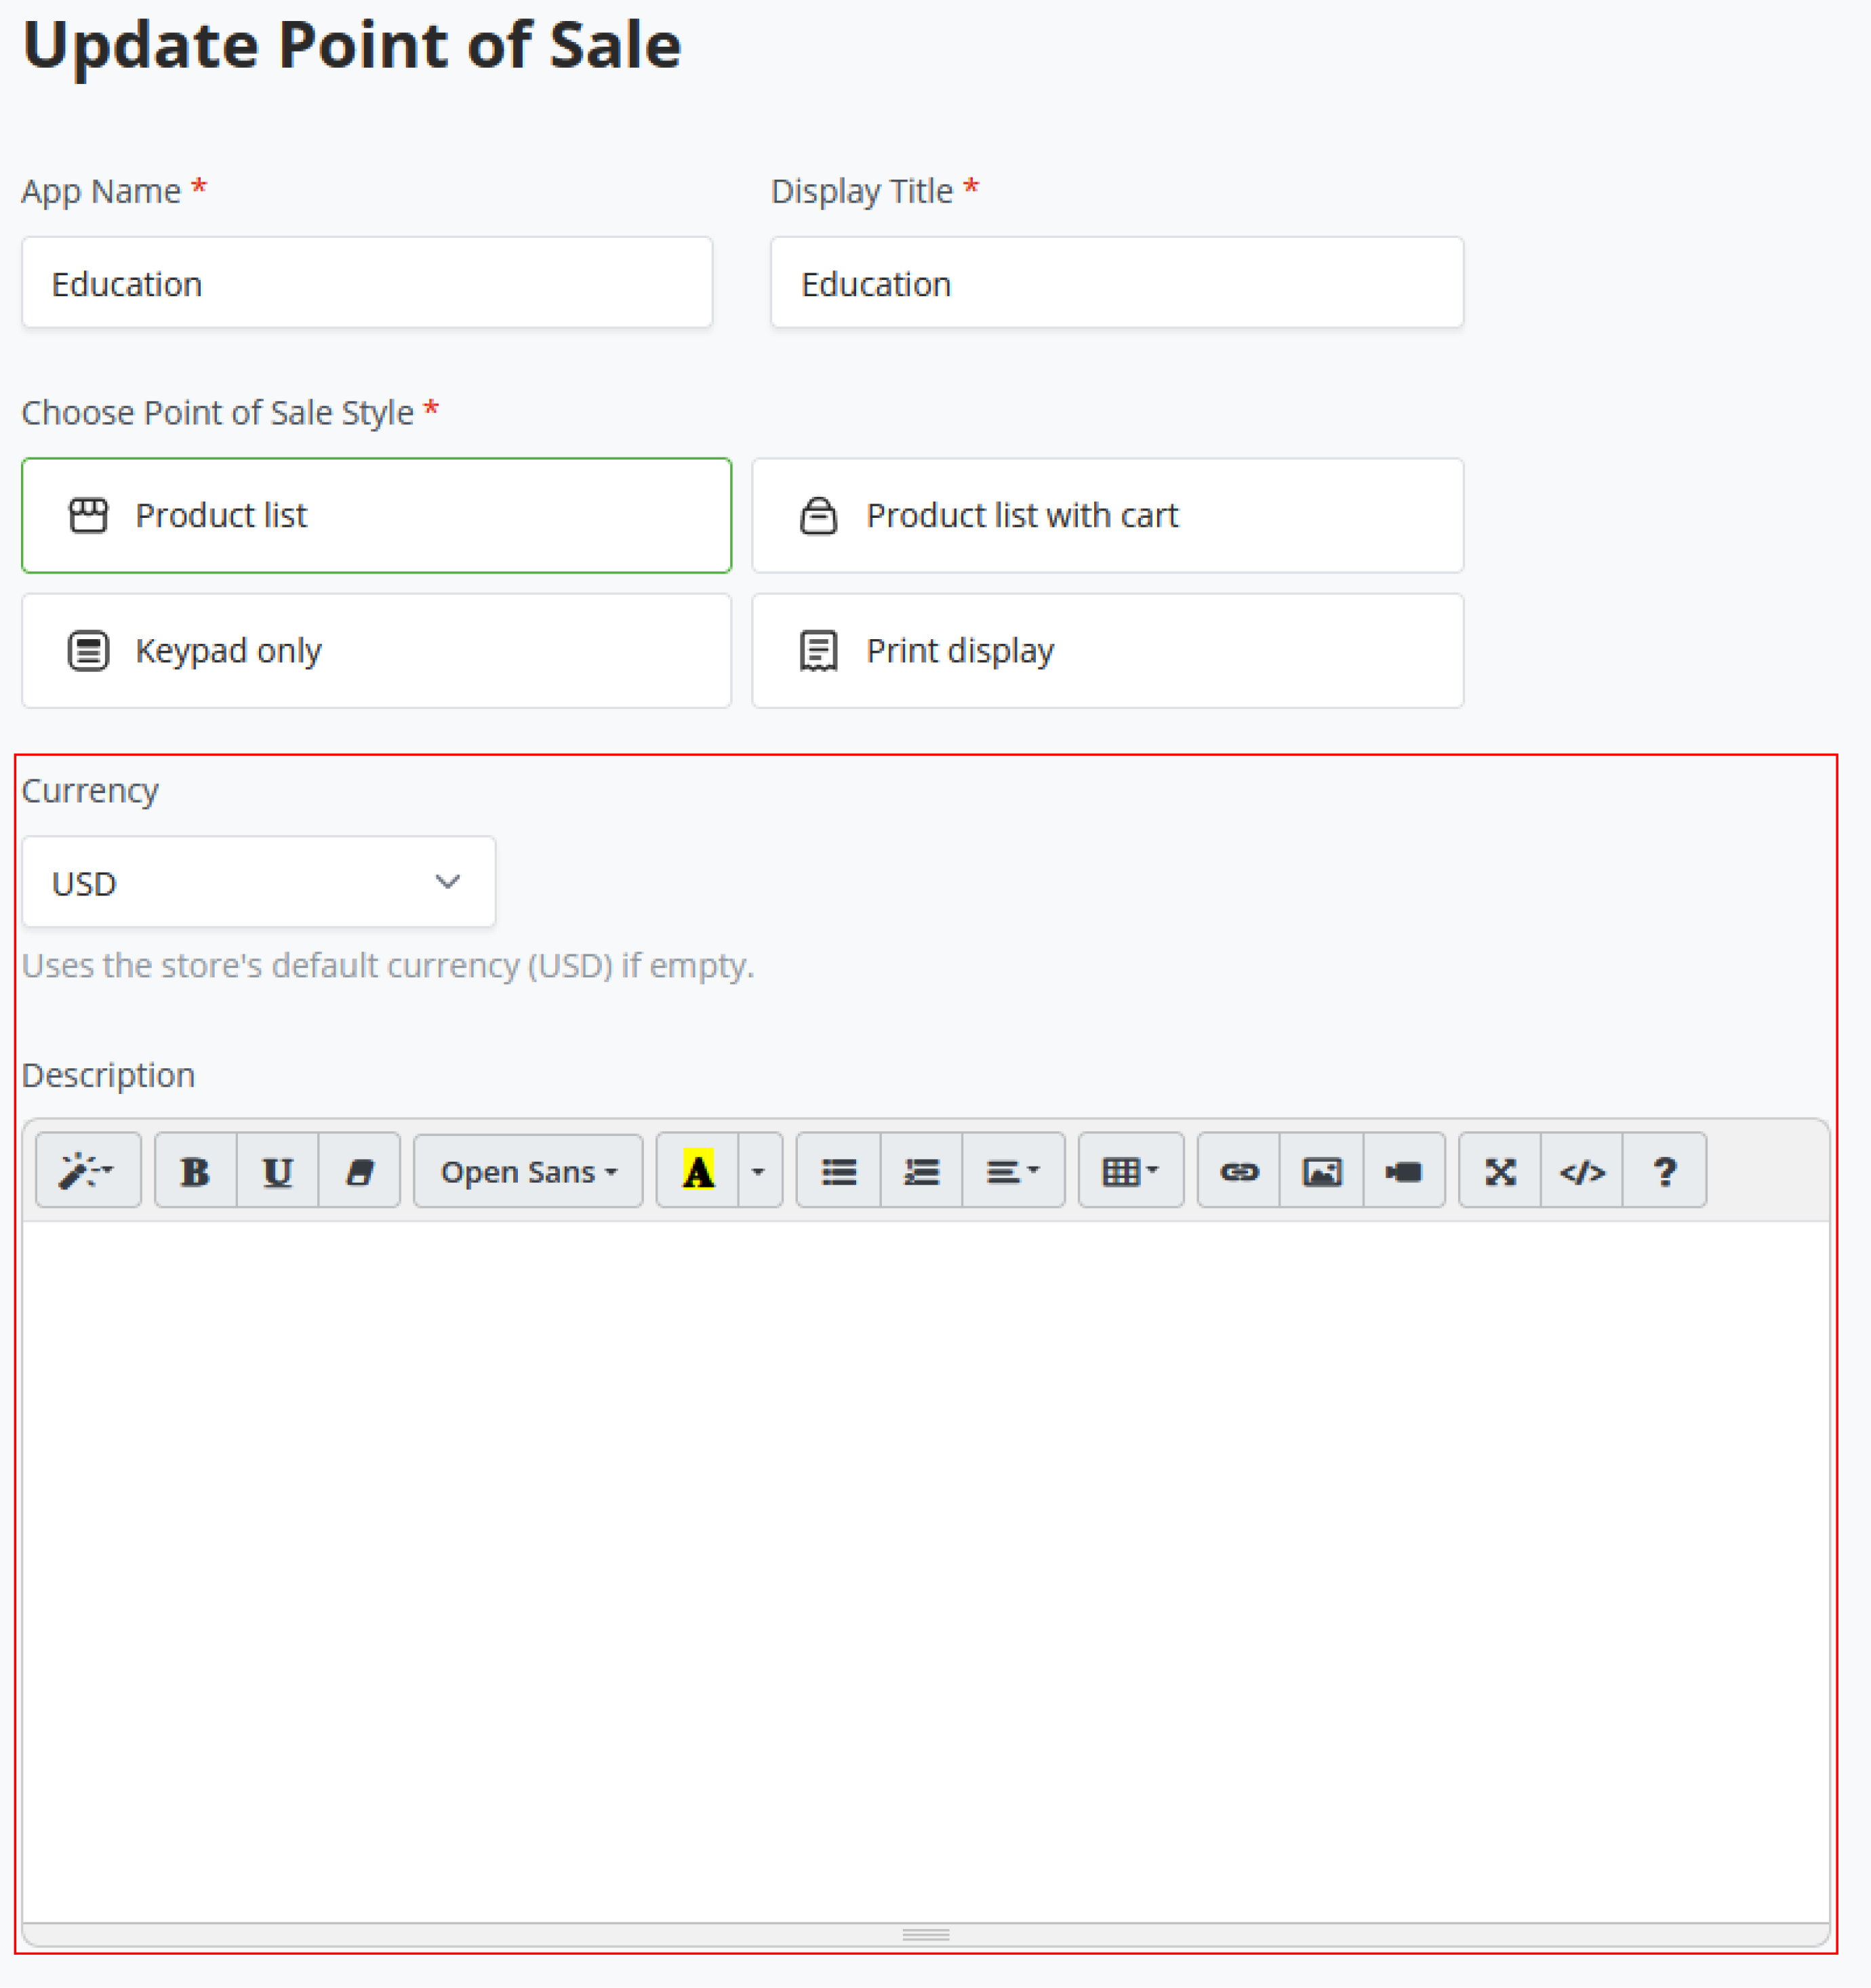 Update Point of Sale
App Name * Display Title *
Education Education
Choose Point of Sale Style *
Product list Product list with cart
Keypad only Print display
Currency
USD
Uses the store's default currency (USD) if empty.
Description
B U Open Sans A </> ?